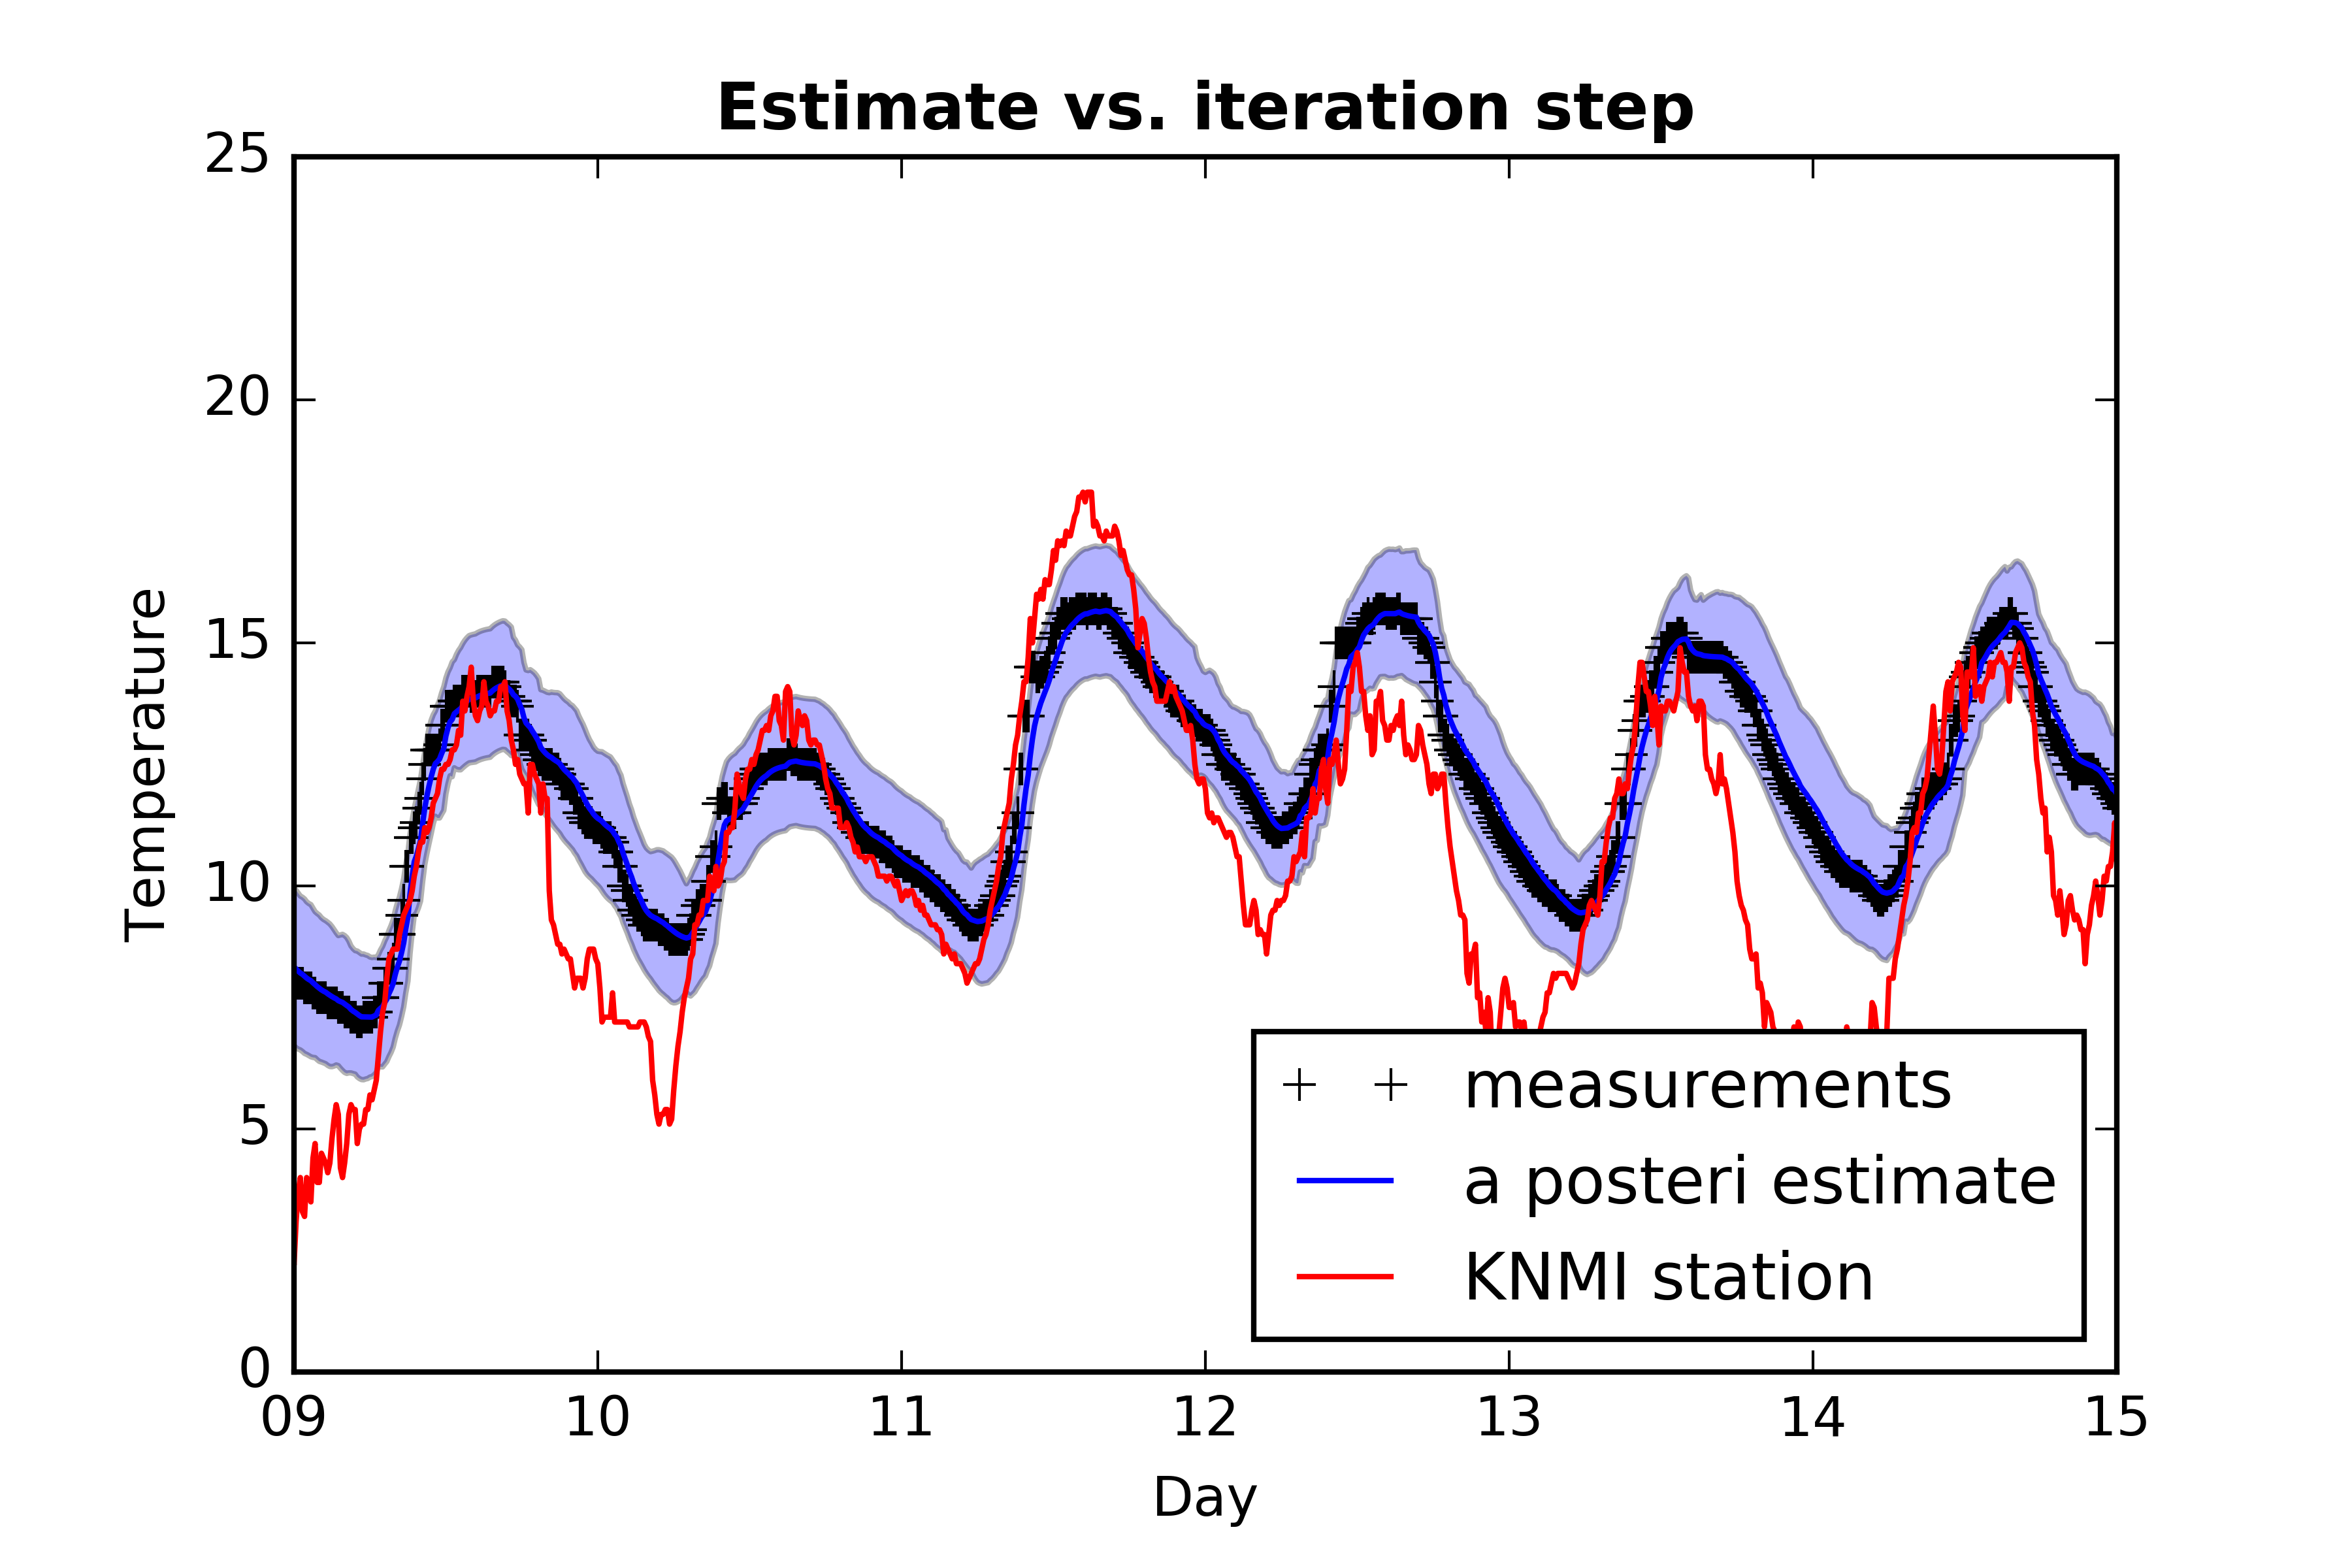 Estimate vs. iteration step
25
20
15
10
5
0
Temperature
09
10
11
12
13
14
15
Day
measurements
a posteri estimate
KNMI station